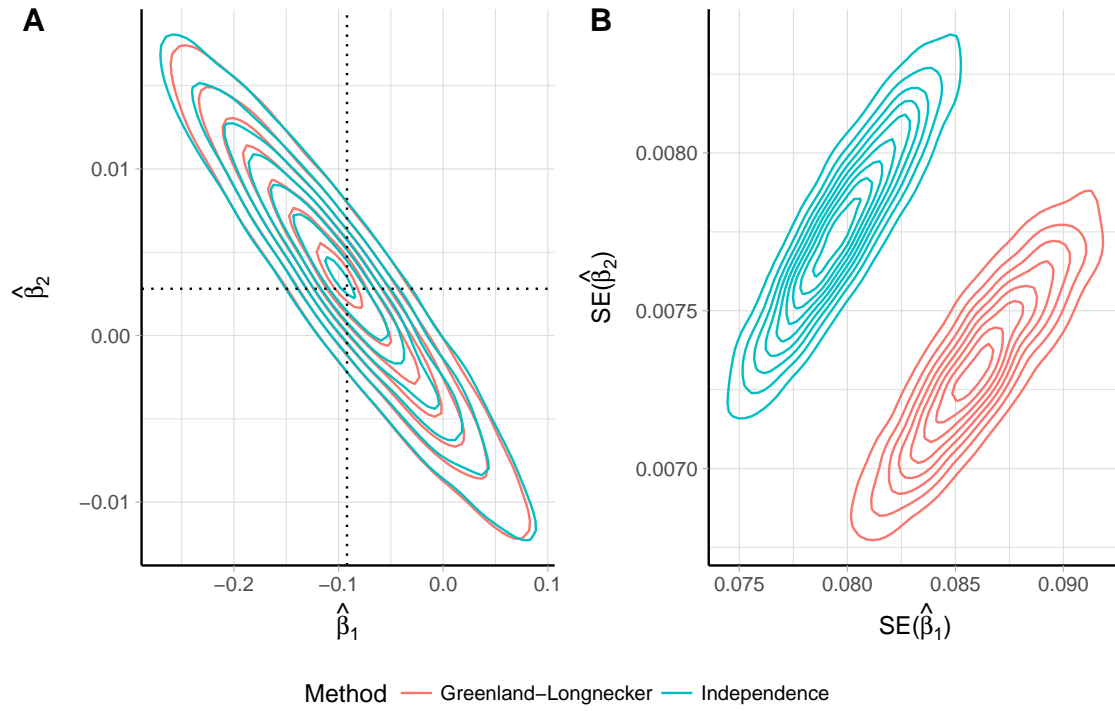 A
B
0.01
0.00
−0.01
β̂₂
−0.2
−0.1
0.0
0.1
β̂₁
0.0080
0.0075
0.0070
SE(β̂₂)
0.075
0.080
0.085
0.090
SE(β̂₁)
Method Greenland−Longnecker Independence